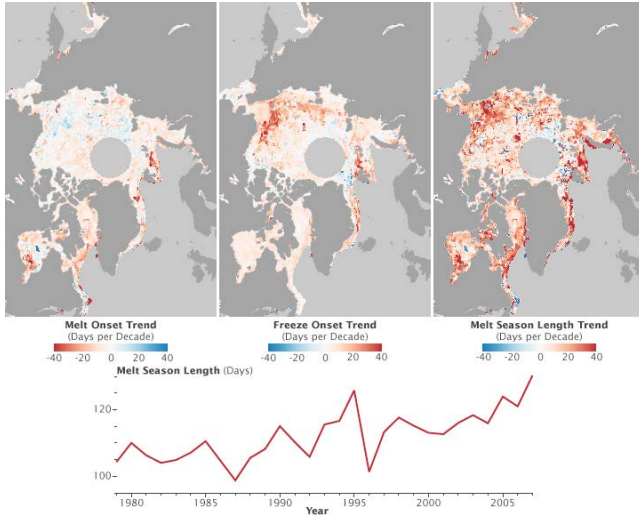 Melt Onset Trend
(Days per Decade)
-40 -20 0 20 40
Freeze Onset Trend
(Days per Decade)
-40 -20 0 20 40
Melt Season Length Trend
(Days per Decade)
-40 -20 0 20 40
Melt Season Length (Days)
120
100
1980 1985 1990 1995 2000 2005
Year